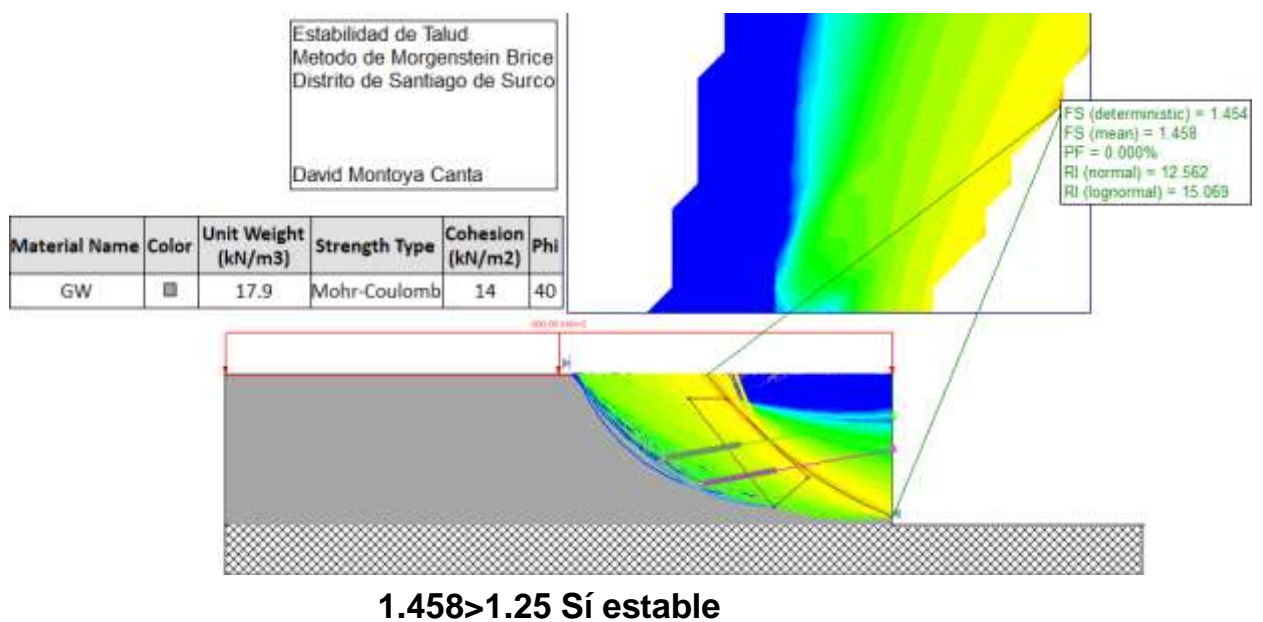 Estabilidad de Talud
Metodo de Morgenstein Brice
Distrito de Santiago de Surco
David Montoya Canta
FS (deterministic) = 1.454
FS (mean) = 1.458
PF = 0.000%
RI (normal) = 12.562
RI (lognormal) = 15.069
Material Name Color Unit Weight (kN/m3) Strength Type Cohesion (kN/m2) Phi
GW 17.9 Mohr-Coulomb 14 40
1.458>1.25 Sí estable